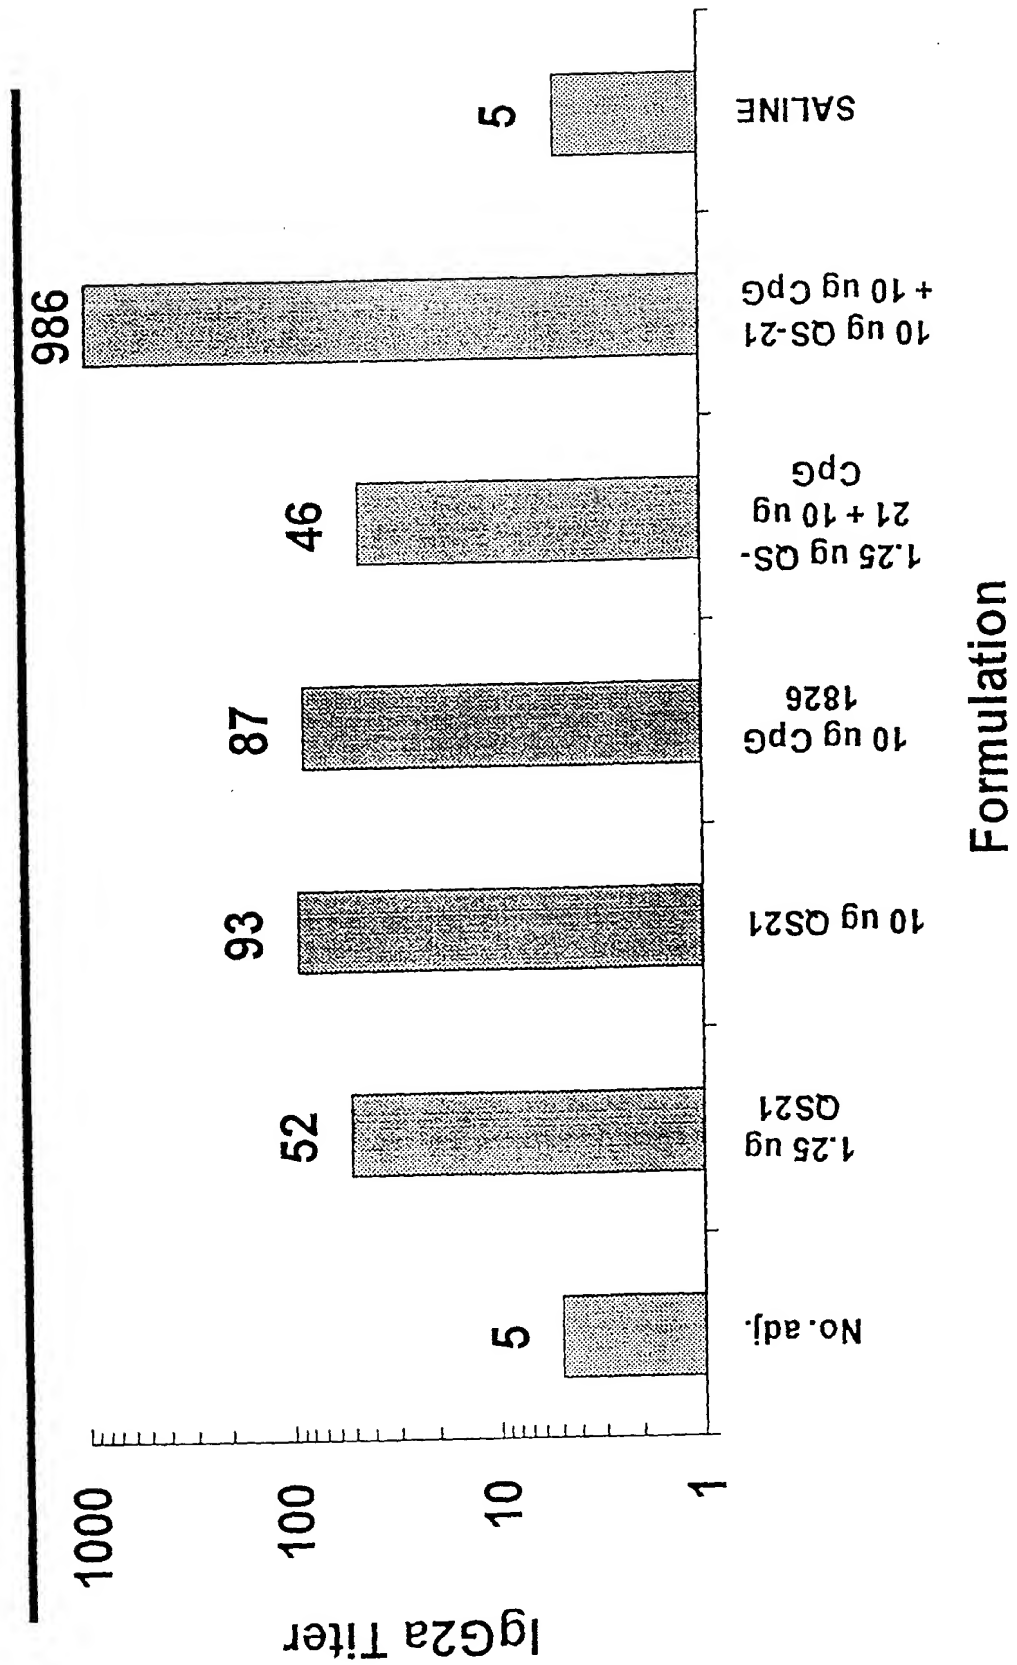 IgG2a Titer
1000
100
10
1
5
52
93
87
46
986
5
No. adj.
1.25 ug
QS21
10 ug QS21
10 ug CpG
1826
1.25 ug QS-
21 + 10 ug
CpG
10 ug QS-21
+ 10 ug CpG
SALINE
Formulation